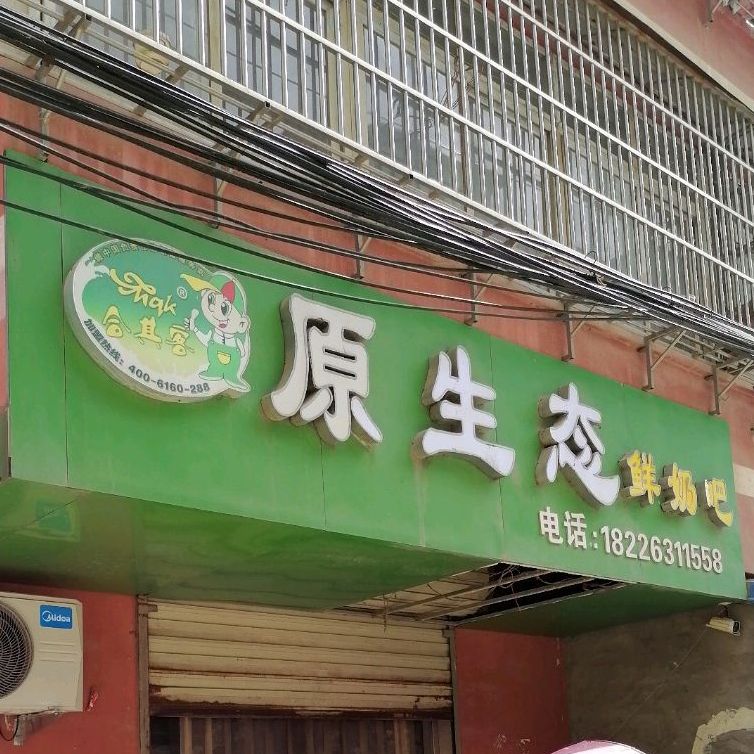 hqk®
合其客
加盟热线：400-6160-288
原生态鲜奶吧
电话：18226311558
Midea